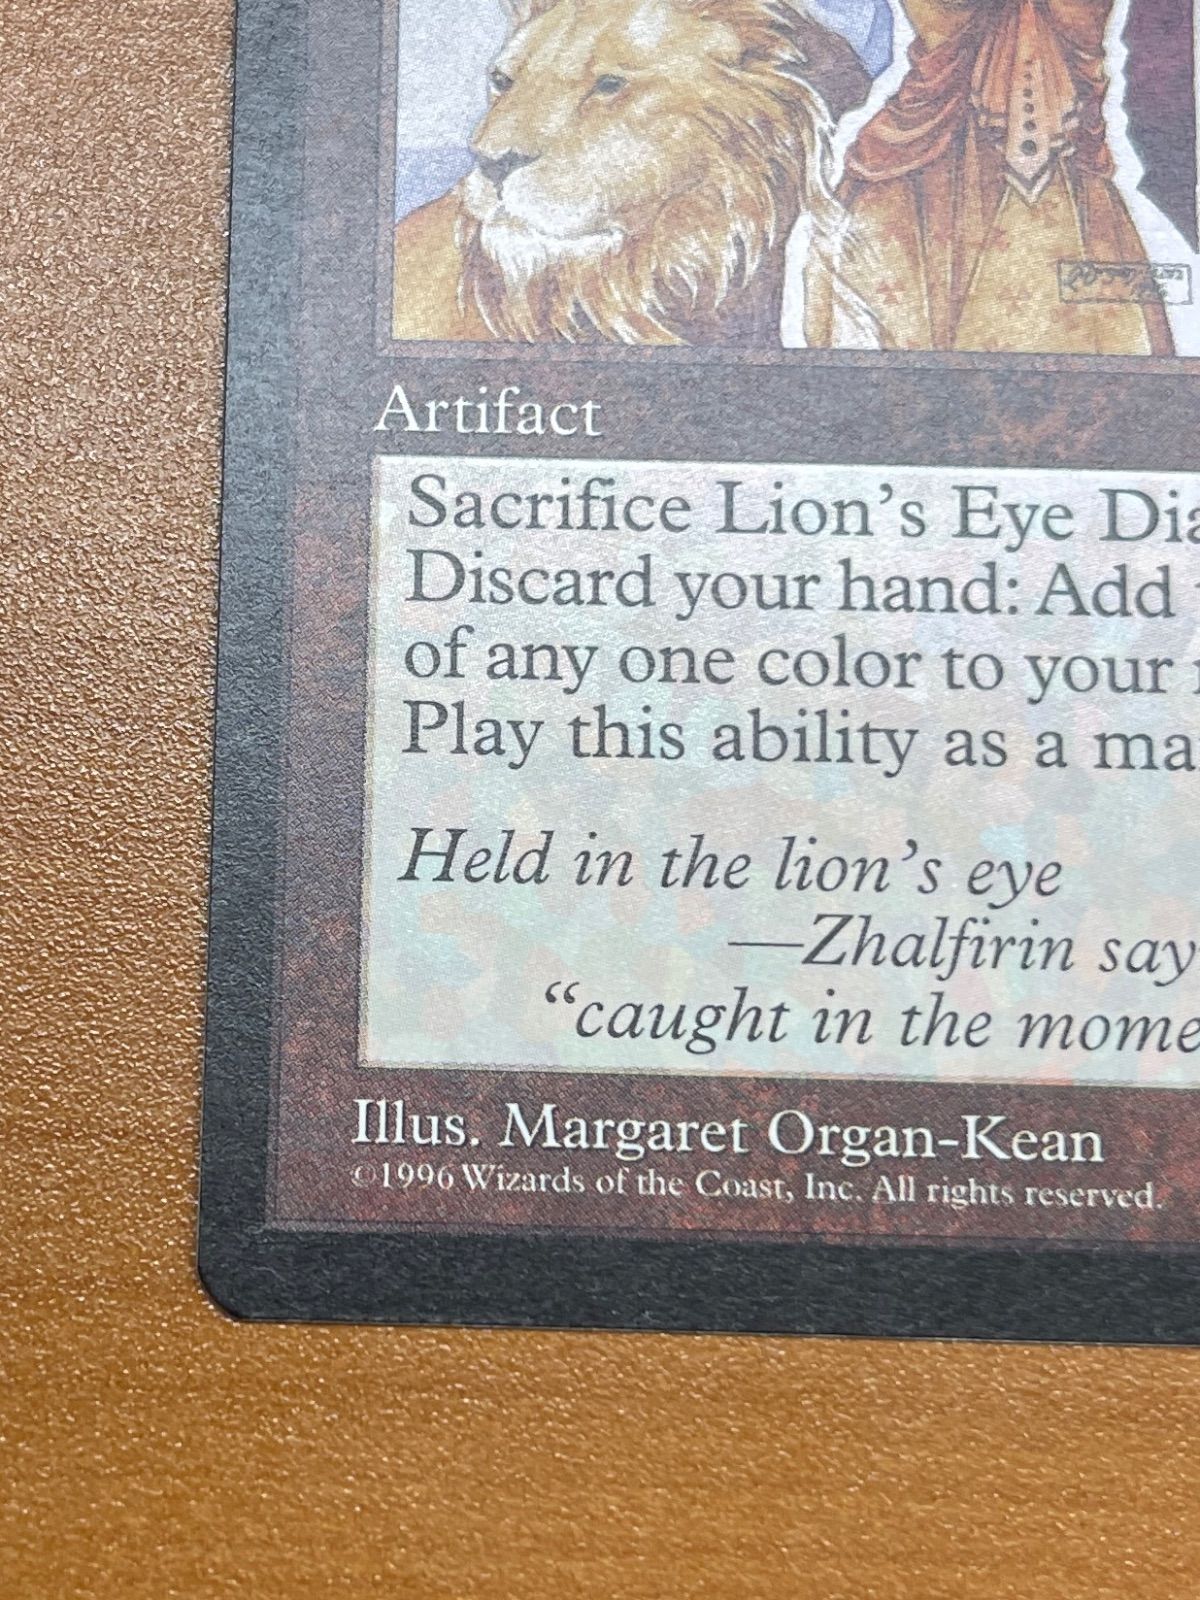 Artifact
Sacrifice Lion's Eye Dia
Discard your hand: Add
of any one color to your
Play this ability as a ma
Held in the lion's eye
—Zhalfirin say
“caught in the mome
Illus. Margaret Organ-Kean
©1996 Wizards of the Coast, Inc. All rights reserved.